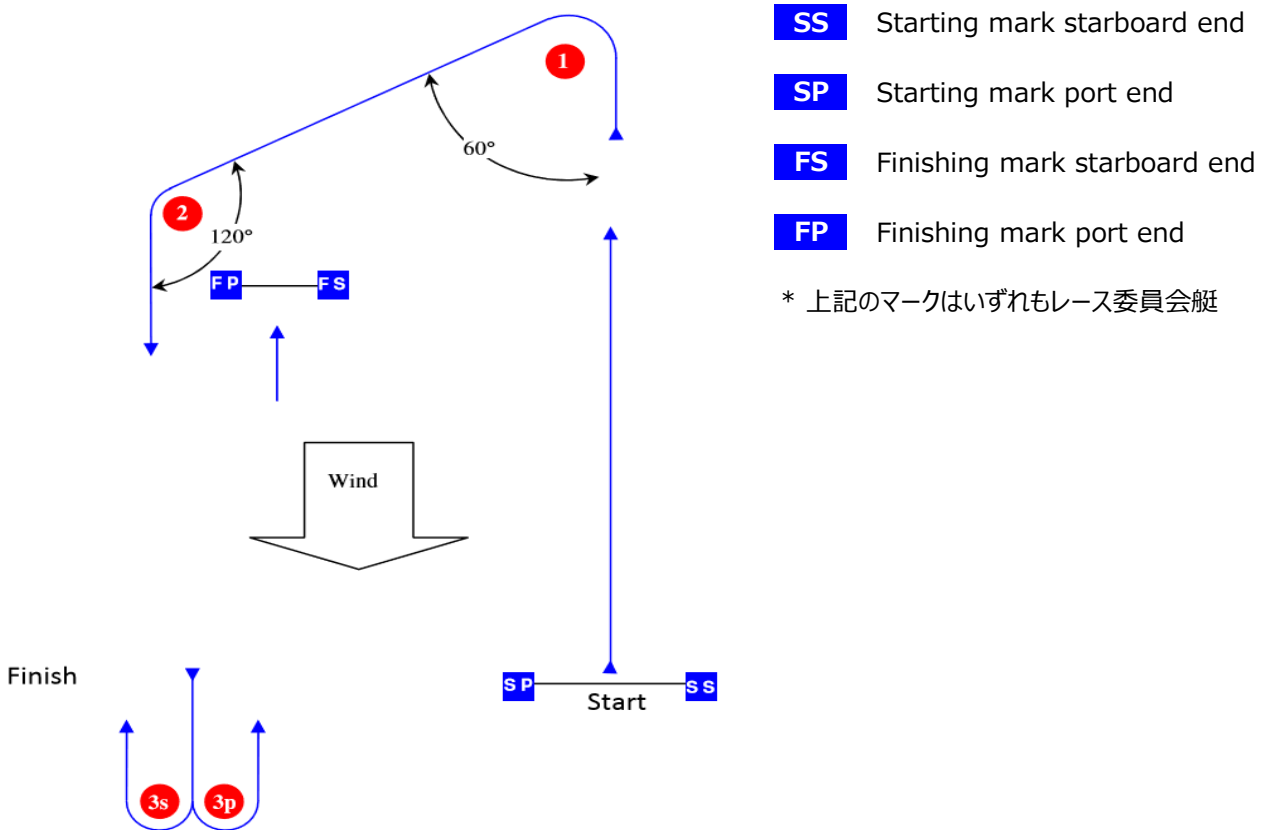 SS Starting mark starboard end
SP Starting mark port end
FS Finishing mark starboard end
FP Finishing mark port end
* 上記のマークはいずれもレース委員会艇
1
60°
2
120°
FP
FS
Wind
Finish
SP
SS
Start
3s
3p